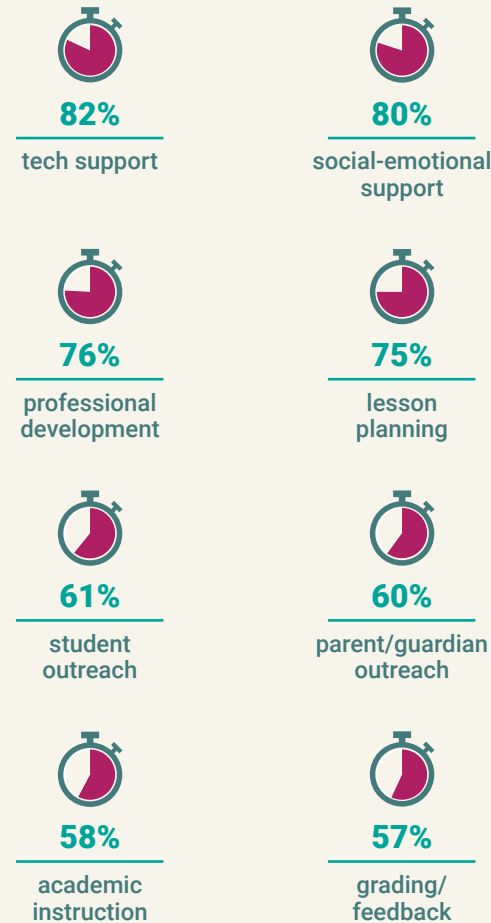 82%
tech support
80%
social-emotional
support
76%
professional
development
75%
lesson
planning
61%
student
outreach
60%
parent/guardian
outreach
58%
academic
instruction
57%
grading/
feedback